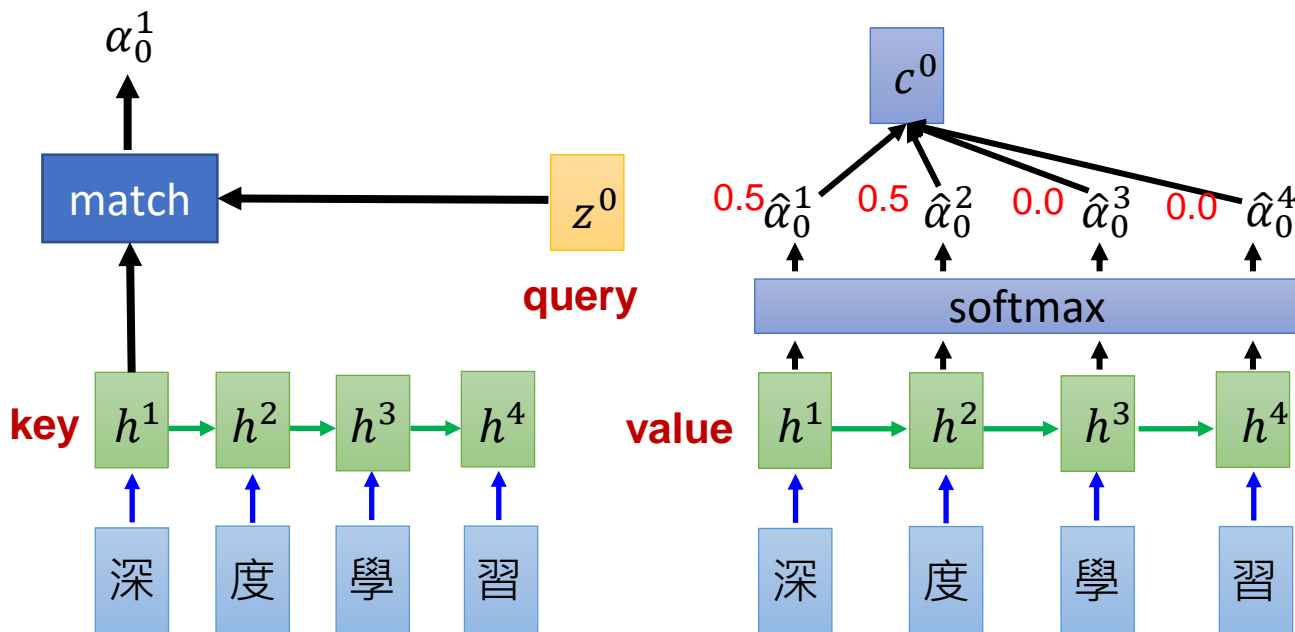 α₀¹
match
z⁰
query
key
h¹ h² h³ h⁴
深 度 學 習
c⁰
0.5 α̂₀¹ 0.5 α̂₀² 0.0 α̂₀³ 0.0 α̂₀⁴
softmax
value
h¹ h² h³ h⁴
深 度 學 習